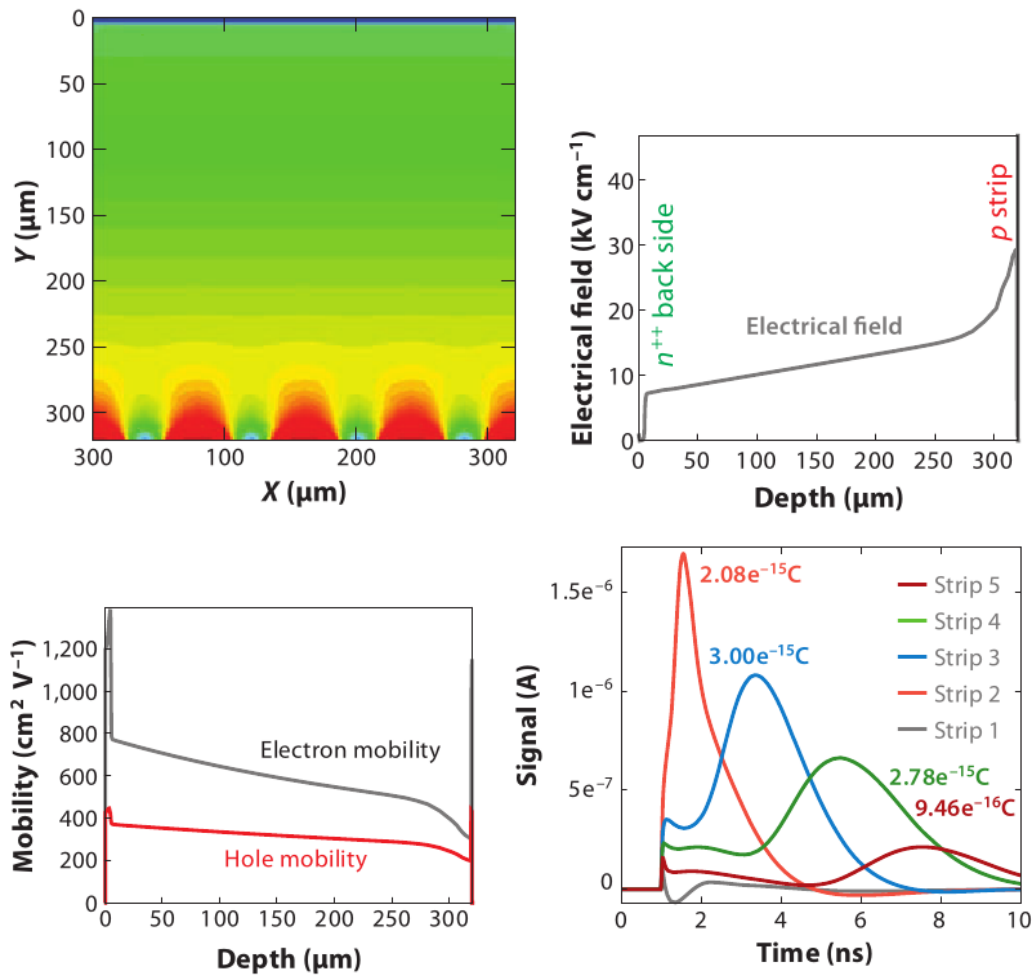 0
50
100
150
200
250
300
Y (µm)
300 100 200 300
X (µm)
40
30
20
10
0
Electrical field (kV cm⁻¹)
n⁺⁺ back side
p strip
Electrical field
0 50 100 150 200 250 300
Depth (µm)
1,200
1,000
800
600
400
200
0
Mobility (cm² V⁻¹)
Electron mobility
Hole mobility
0 50 100 150 200 250 300
Depth (µm)
1.5e⁻⁶
1e⁻⁶
5e⁻⁷
0
Signal (A)
2.08e⁻¹⁵C
3.00e⁻¹⁵C
2.78e⁻¹⁵C
9.46e⁻¹⁶C
Strip 5
Strip 4
Strip 3
Strip 2
Strip 1
0 2 4 6 8 10
Time (ns)